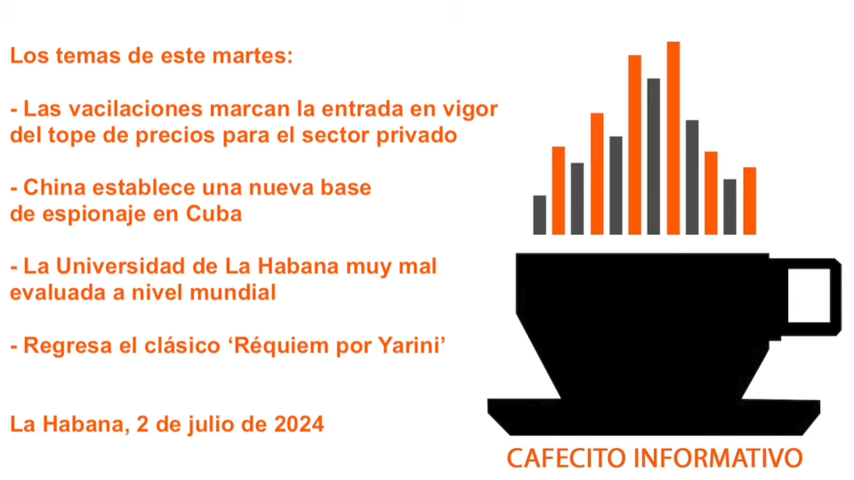 Los temas de este martes:
- Las vacilaciones marcan la entrada en vigor
del tope de precios para el sector privado
- China establece una nueva base
de espionaje en Cuba
- La Universidad de La Habana muy mal
evaluada a nivel mundial
- Regresa el clásico ‘Réquiem por Yarini’
La Habana, 2 de julio de 2024
CAFECITO INFORMATIVO